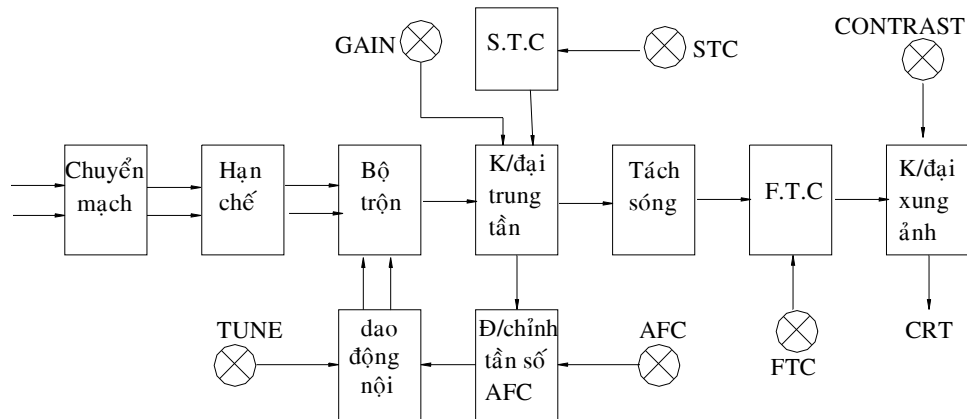 GAIN
S.T.C
STC
CONTRAST
Chuyển
mạch
Hạn
chế
Bộ
trộn
K/đại
trung
tần
Tách
sóng
F.T.C
K/đại
xung
ảnh
TUNE
dao
động
nội
Đ/chỉnh
tần số
AFC
AFC
FTC
CRT